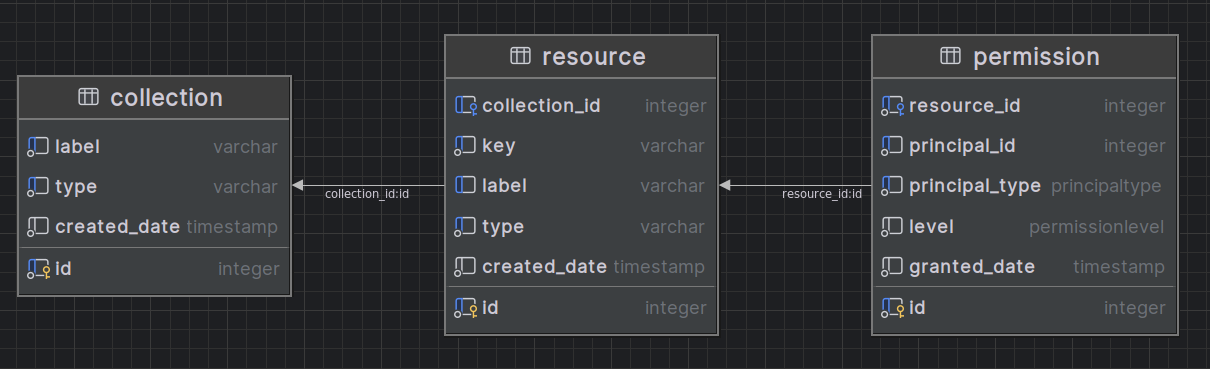 collection
label varchar
type varchar
created_date timestamp
id integer
collection_id:id
resource
collection_id integer
key varchar
label varchar
type varchar
created_date timestamp
id integer
resource_id:id
permission
resource_id integer
principal_id integer
principal_type principaltype
level permissionlevel
granted_date timestamp
id integer